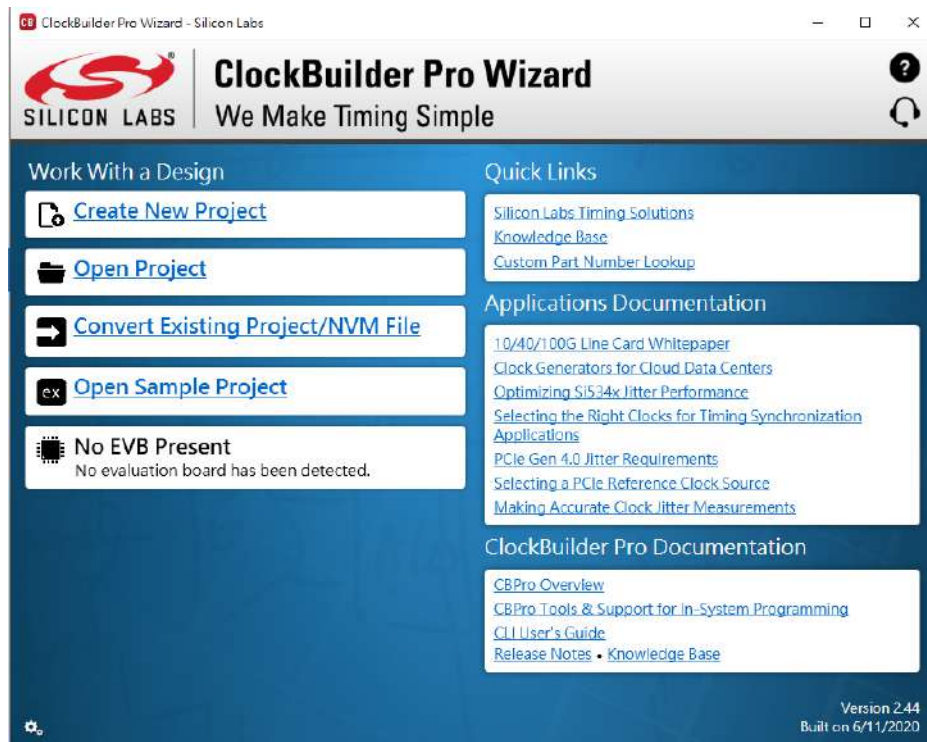 CB ClockBuilder Pro Wizard - Silicon Labs
SILICON LABS
ClockBuilder Pro Wizard
We Make Timing Simple
?
Work With a Design
Create New Project
Open Project
Convert Existing Project/NVM File
ex Open Sample Project
No EVB Present
No evaluation board has been detected.
Quick Links
Silicon Labs Timing Solutions
Knowledge Base
Custom Part Number Lookup
Applications Documentation
10/40/100G Line Card Whitepaper
Clock Generators for Cloud Data Centers
Optimizing Si534x Jitter Performance
Selecting the Right Clocks for Timing Synchronization
Applications
PCIe Gen 4.0 Jitter Requirements
Selecting a PCIe Reference Clock Source
Making Accurate Clock Jitter Measurements
ClockBuilder Pro Documentation
CBPro Overview
CBPro Tools & Support for In-System Programming
CLI User's Guide
Release Notes • Knowledge Base
Version 2.44
Built on 6/11/2020